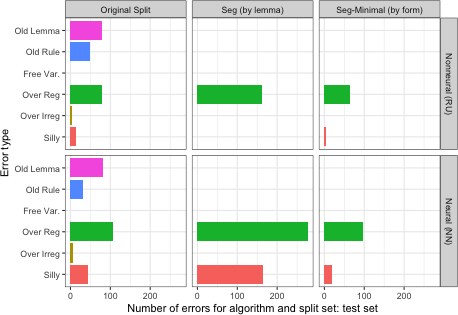 Original Split
Seg (by lemma)
Seg-Minimal (by form)
Old Lemma
Old Rule
Free Var.
Over Reg
Over Irreg
Silly
Nonneural (RU)
Old Lemma
Old Rule
Free Var.
Over Reg
Over Irreg
Silly
Neural (NN)
Error type
0 100 200
0 100 200
0 100 200
Number of errors for algorithm and split set: test set